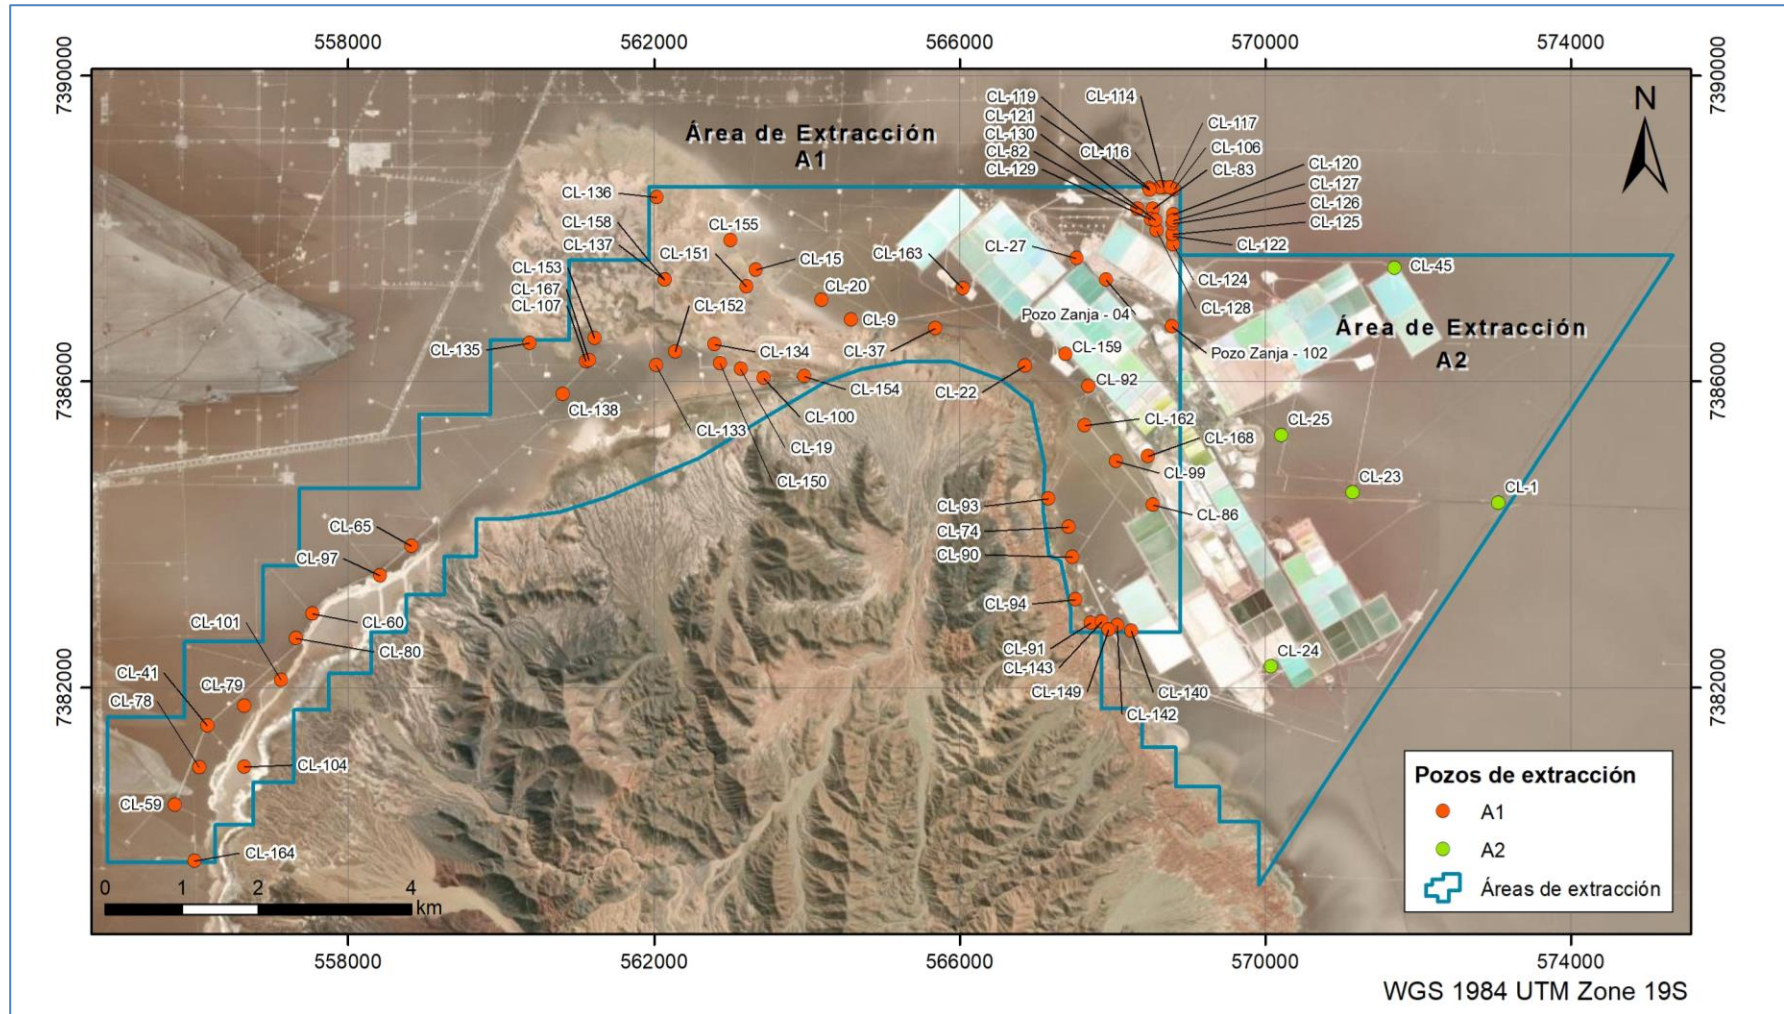 558000
562000
566000
570000
574000
7390000
7390000
Área de Extracción
A1
CL-119
CL-121
CL-130
CL-82
CL-129
CL-114
CL-116
CL-117
CL-106
CL-83
CL-120
CL-127
CL-126
CL-125
CL-122
CL-124
CL-128
CL-136
CL-158
CL-137
CL-155
CL-151
CL-15
CL-153
CL-167
CL-107
CL-152
CL-20
CL-163
CL-27
CL-45
CL-9
Pozo Zanja - 04
Área de Extracción
A2
CL-135
CL-134
CL-37
CL-159
Pozo Zanja - 102
7386000
7386000
CL-138
CL-154
CL-22
CL-92
CL-100
CL-133
CL-19
CL-150
CL-162
CL-168
CL-25
CL-99
CL-23
CL-1
CL-93
CL-86
CL-74
CL-90
CL-65
CL-97
CL-94
CL-101
CL-60
CL-80
CL-91
CL-143
CL-149
CL-140
CL-142
CL-24
7382000
7382000
CL-41
CL-79
CL-78
CL-104
CL-59
CL-164
N
Pozos de extracción
A1
A2
Áreas de extracción
0
1
2
4
km
558000
562000
566000
570000
574000
WGS 1984 UTM Zone 19S